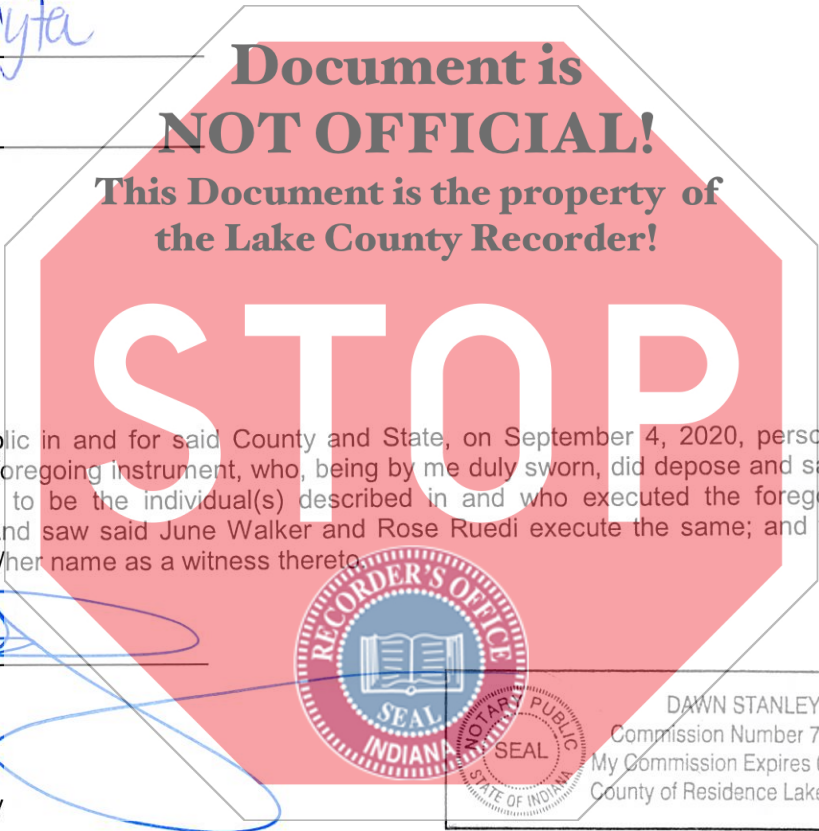 yta
Document is
NOT OFFICIAL!
This Document is the property of
the Lake County Recorder!
STOP
lic in and for said County and State, on September 4, 2020, perso
oregoing instrument, who, being by me duly sworn, did depose and sa
to be the individual(s) described in and who executed the forego
nd saw said June Walker and Rose Ruedi execute the same; and
/her name as a witness thereto.
RECORDER'S OFFICE
SEAL
INDIANA
NOTARY PUBLIC
SEAL
STATE OF INDIANA
DAWN STANLEY
Commission Number 7
My Commission Expires
County of Residence Lake